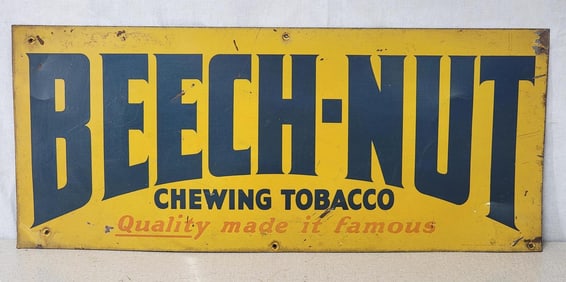 BEECH-NUT
CHEWING TOBACCO
Quality made it famous